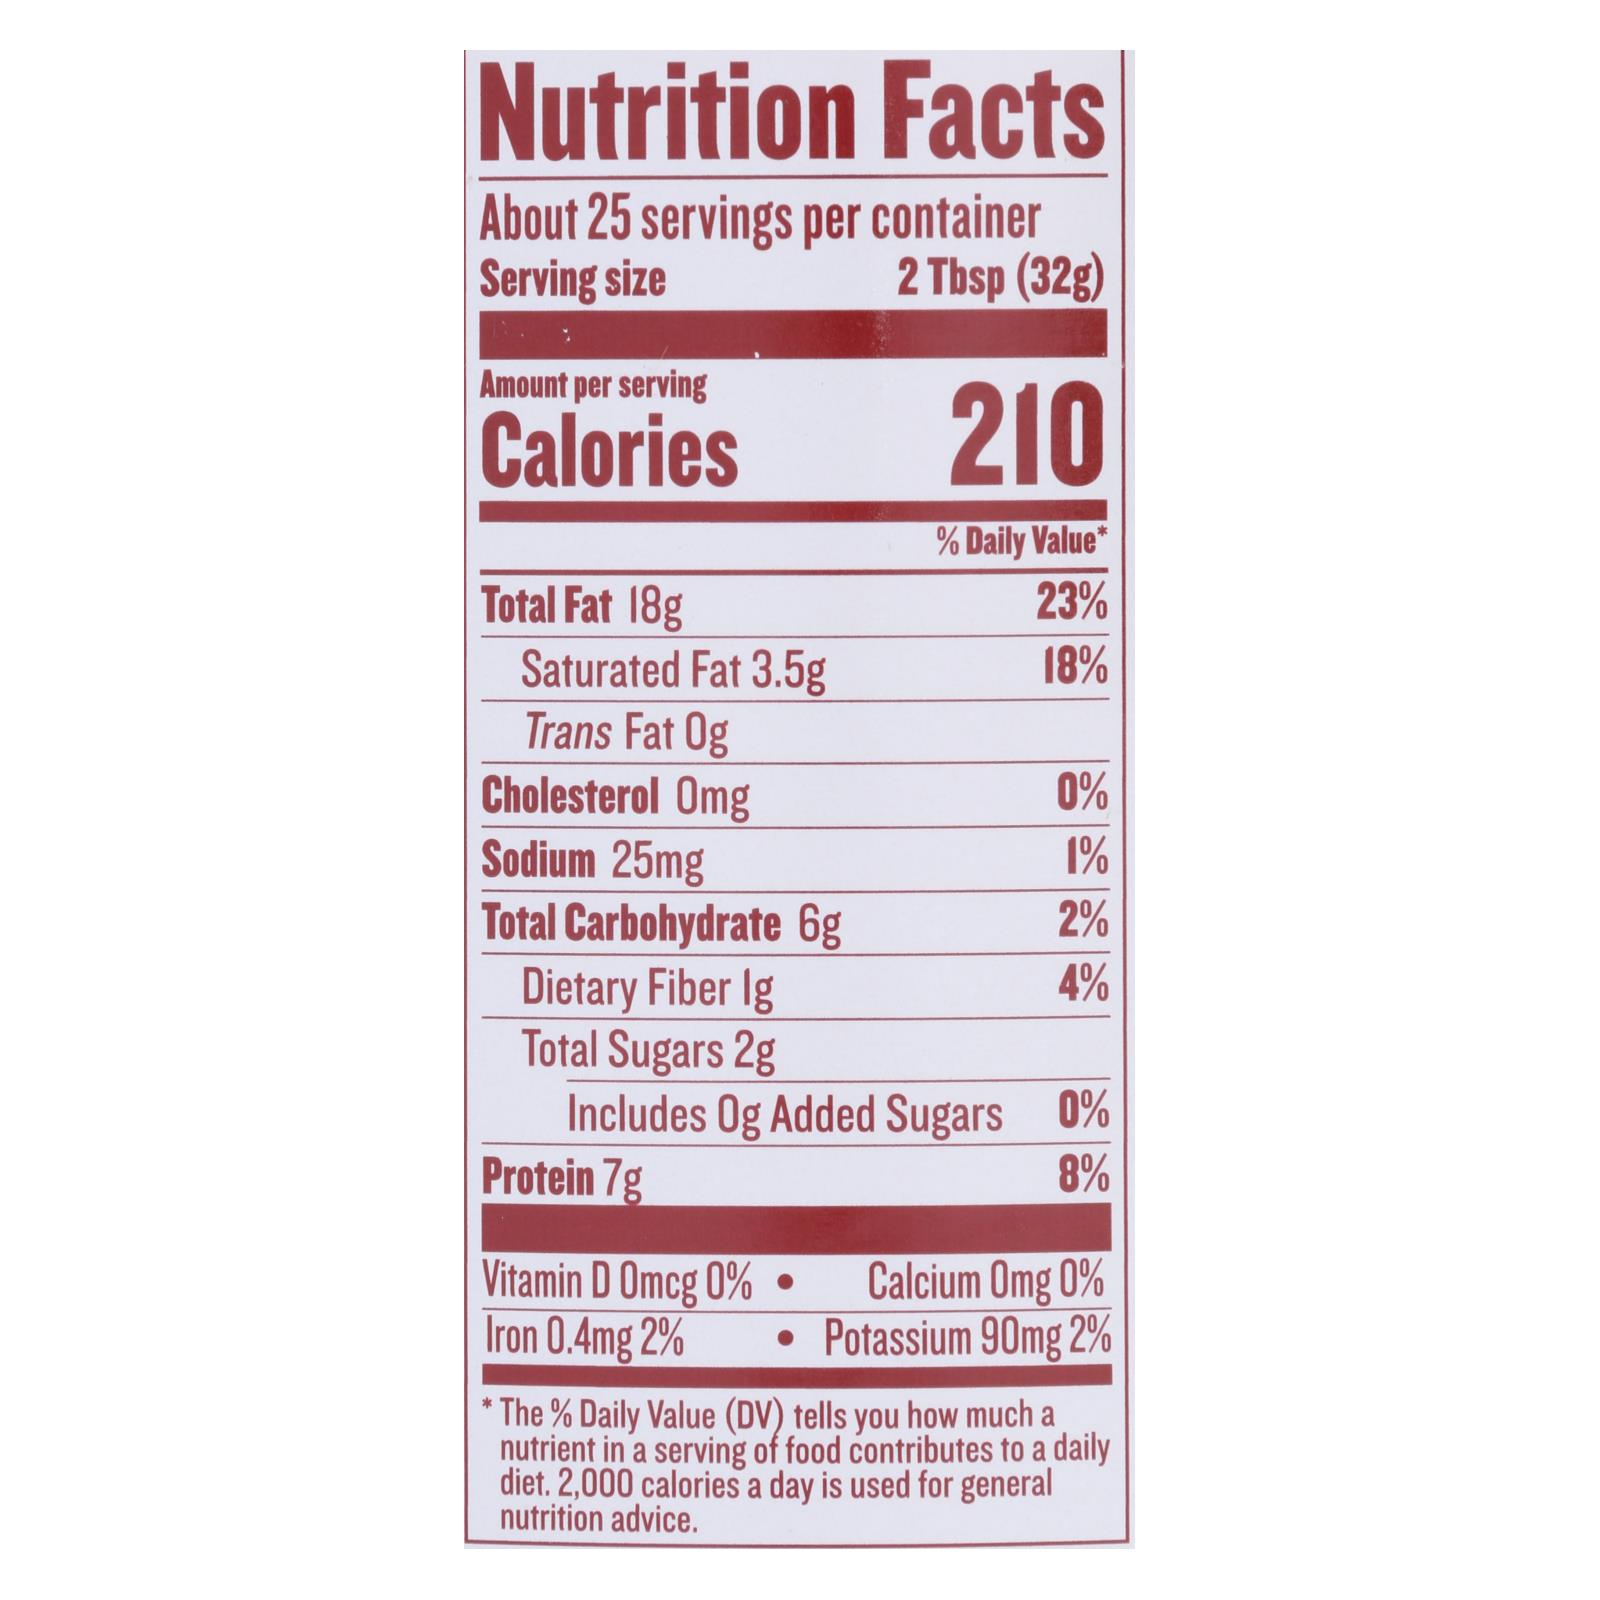 Nutrition Facts
About 25 servings per container
Serving size 2 Tbsp (32g)
Amount per serving
Calories 210
% Daily Value*
Total Fat 18g 23%
Saturated Fat 3.5g 18%
Trans Fat 0g
Cholesterol 0mg 0%
Sodium 25mg 1%
Total Carbohydrate 6g 2%
Dietary Fiber 1g 4%
Total Sugars 2g
Includes 0g Added Sugars 0%
Protein 7g 8%
Vitamin D 0mcg 0% • Calcium 0mg 0%
Iron 0.4mg 2% • Potassium 90mg 2%
* The % Daily Value (DV) tells you how much a
nutrient in a serving of food contributes to a daily
diet. 2,000 calories a day is used for general
nutrition advice.